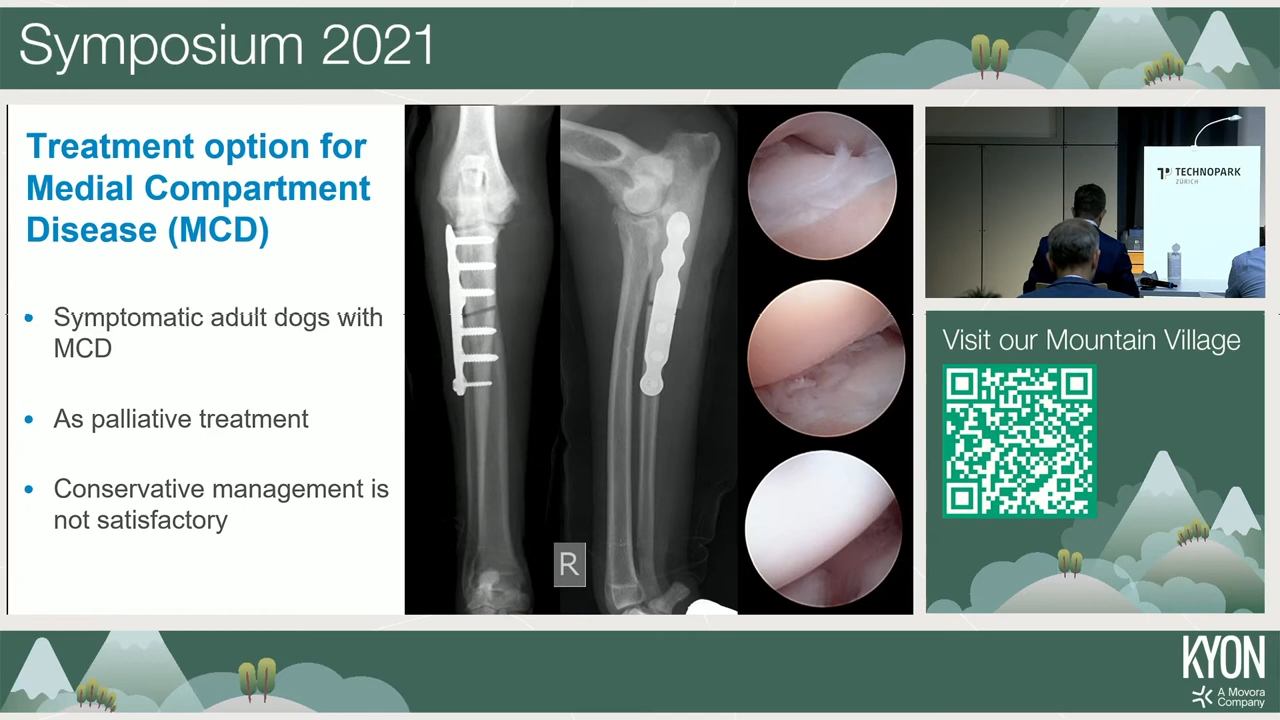 Symposium 2021
Treatment option for
Medial Compartment
Disease (MCD)
• Symptomatic adult dogs with
MCD
• As palliative treatment
• Conservative management is
not satisfactory
R
TECHNOPARK
ZÜRICH
Visit our Mountain Village
KYON
A Movora
Company